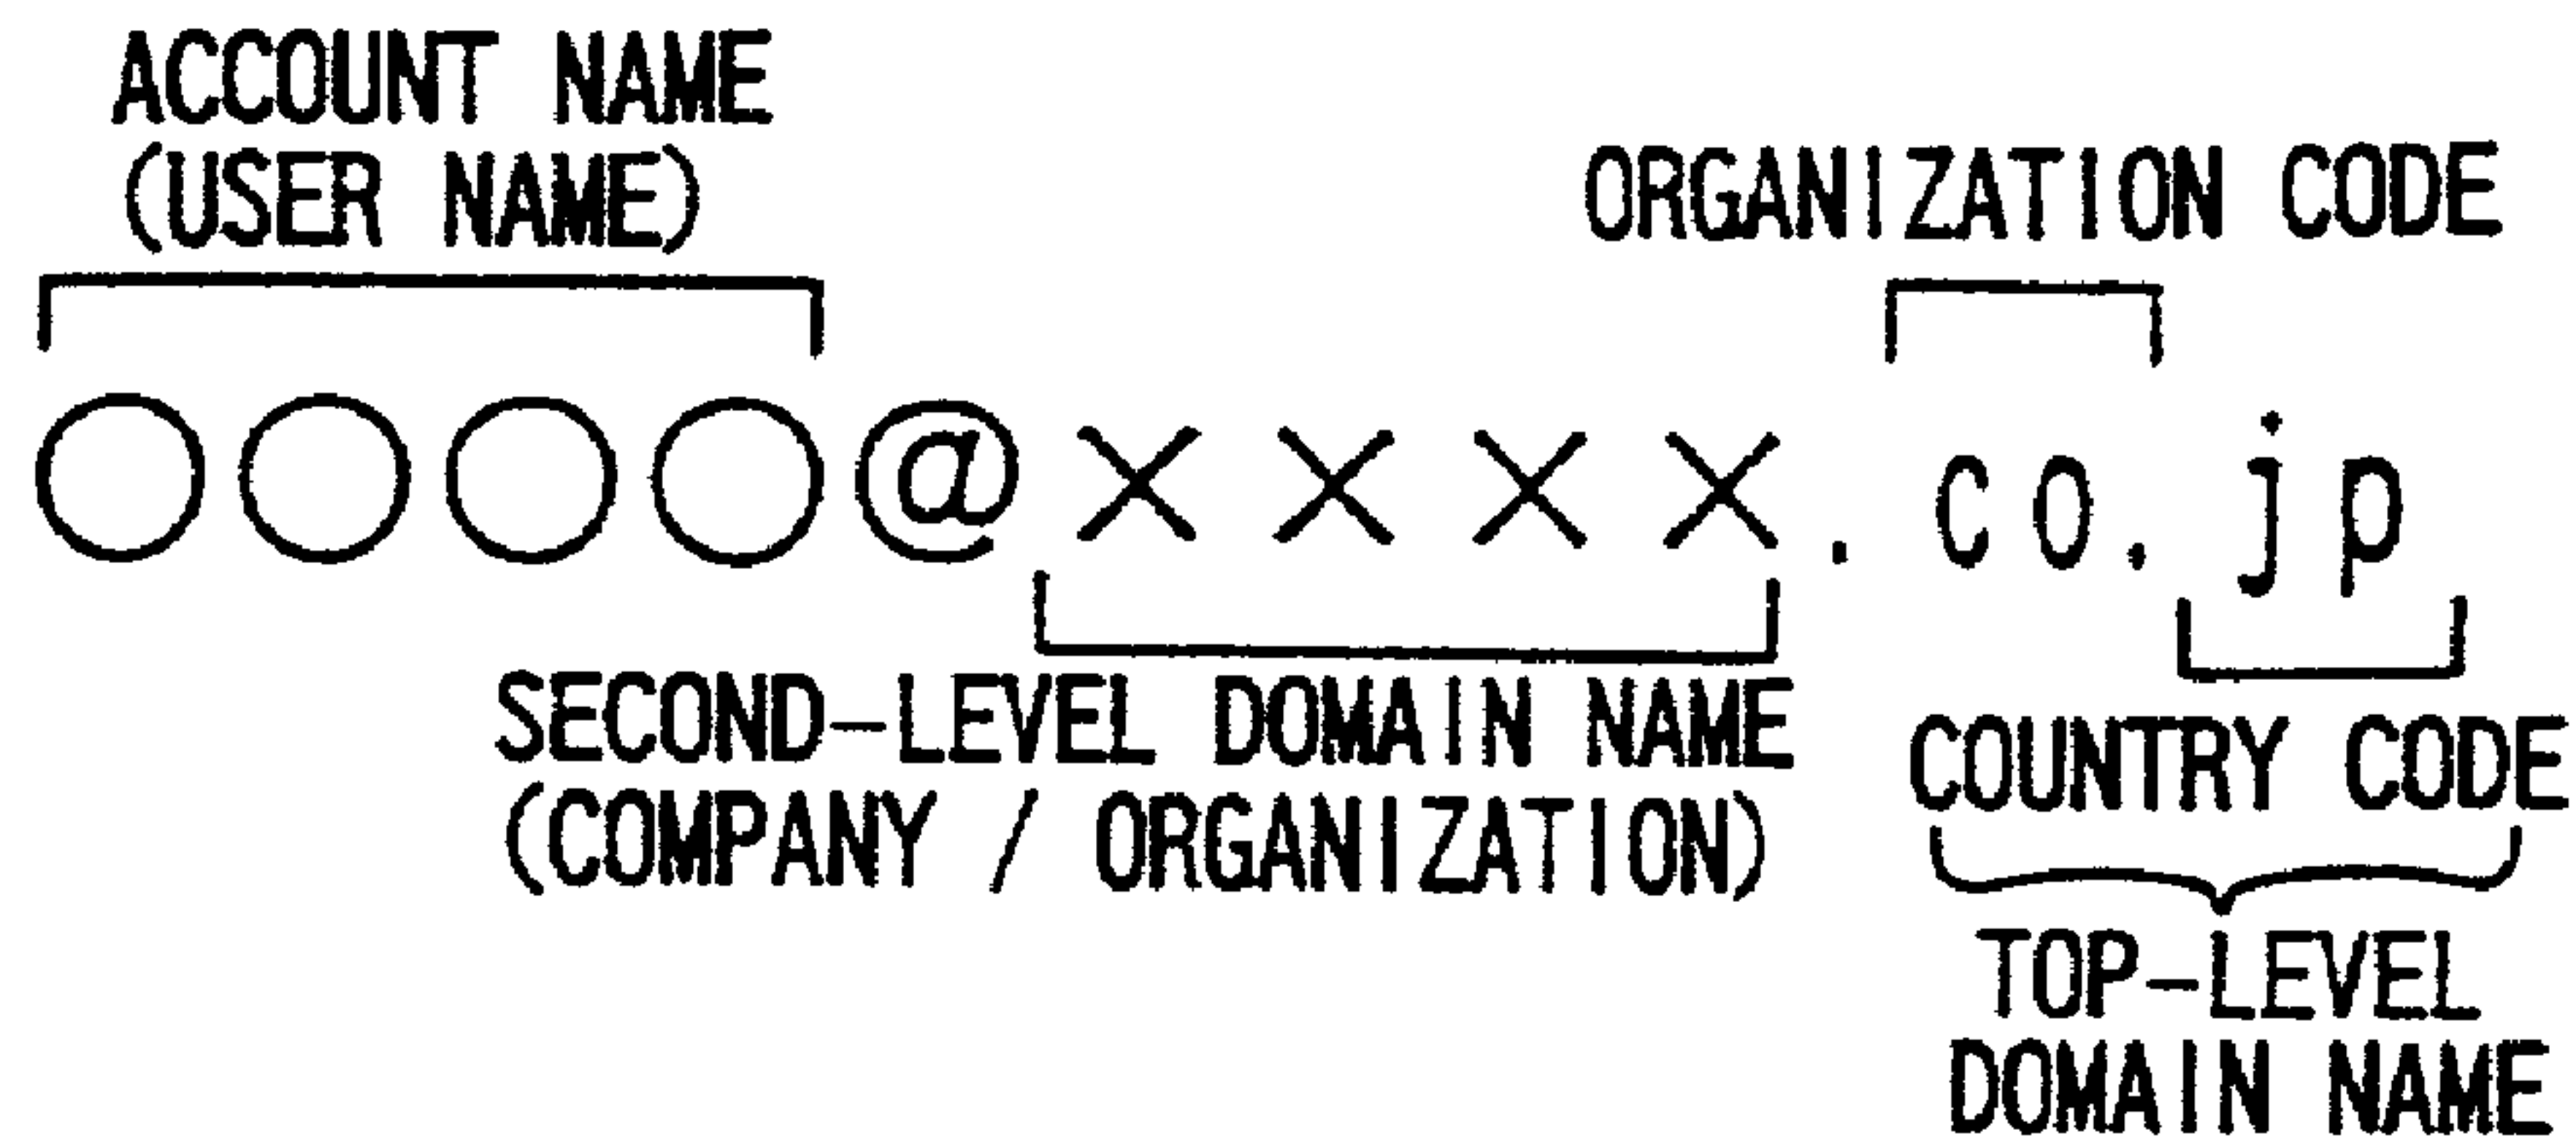 ACCOUNT NAME
(USER NAME)
ORGANIZATION CODE
○○○○@××××.co.jp
SECOND-LEVEL DOMAIN NAME
(COMPANY / ORGANIZATION)
COUNTRY CODE
TOP-LEVEL
DOMAIN NAME